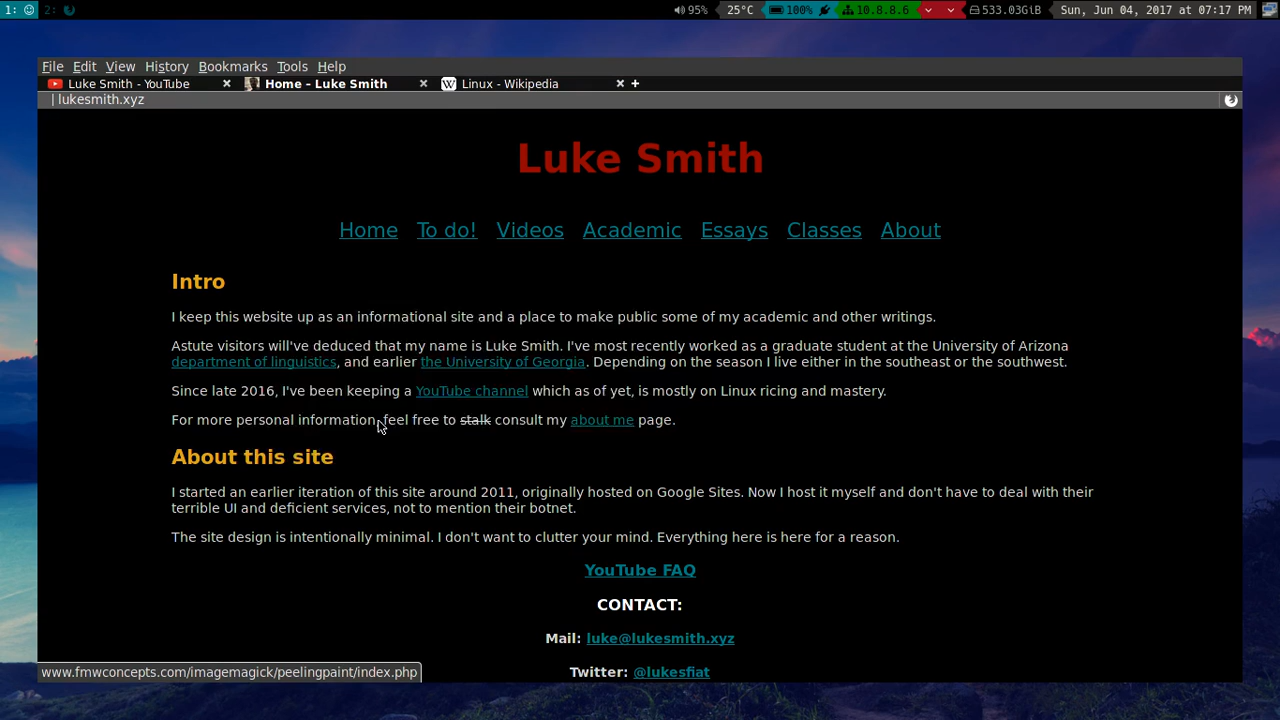 1: 2: 95% 25°C 100% 10.8.8.6 533.03GiB Sun, Jun 04, 2017 at 07:17 PM
File Edit View History Bookmarks Tools Help
Luke Smith - YouTube Home - Luke Smith W Linux - Wikipedia +
| lukesmith.xyz
Luke Smith
Home To do! Videos Academic Essays Classes About
Intro
I keep this website up as an informational site and a place to make public some of my academic and other writings.
Astute visitors will've deduced that my name is Luke Smith. I've most recently worked as a graduate student at the University of Arizona
department of linguistics, and earlier the University of Georgia. Depending on the season I live either in the southeast or the southwest.
Since late 2016, I've been keeping a YouTube channel which as of yet, is mostly on Linux ricing and mastery.
For more personal information, feel free to stalk consult my about me page.
About this site
I started an earlier iteration of this site around 2011, originally hosted on Google Sites. Now I host it myself and don't have to deal with their
terrible UI and deficient services, not to mention their botnet.
The site design is intentionally minimal. I don't want to clutter your mind. Everything here is here for a reason.
YouTube FAQ
CONTACT:
Mail: luke@lukesmith.xyz
Twitter: @lukesfiat
www.fmwconcepts.com/imagemagick/peelingpaint/index.php